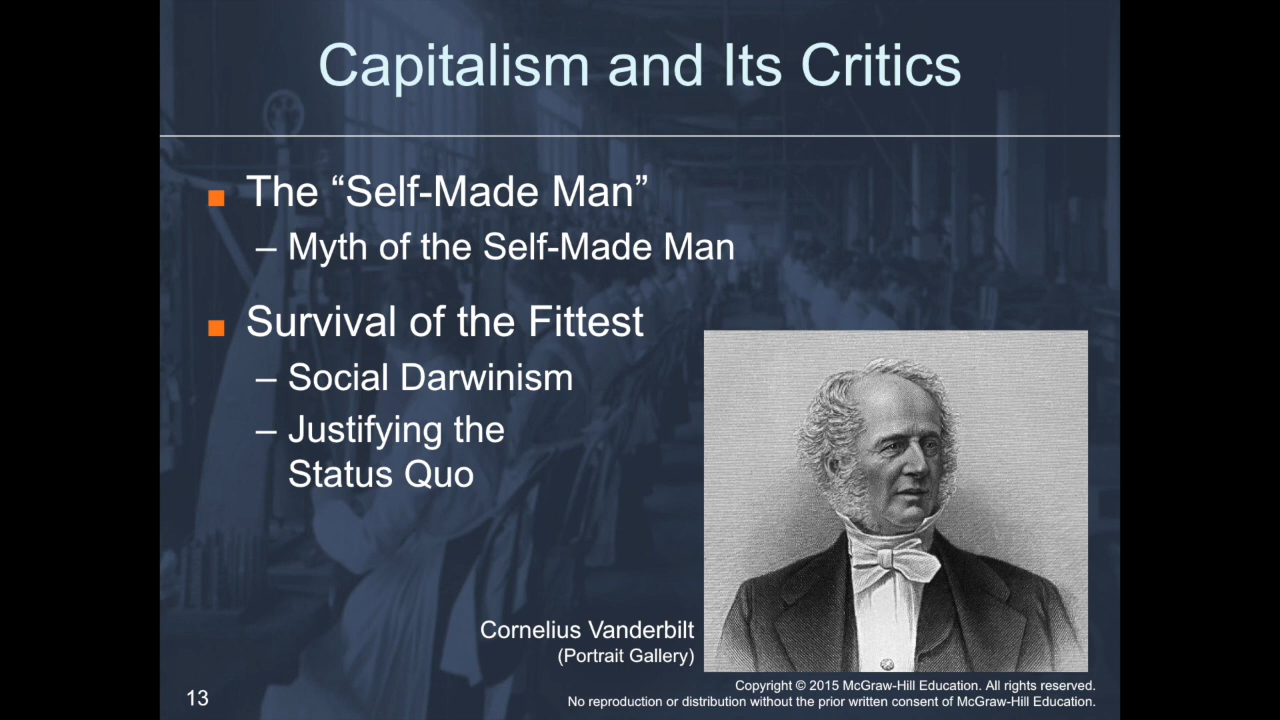 Capitalism and Its Critics
The “Self-Made Man”
– Myth of the Self-Made Man
Survival of the Fittest
– Social Darwinism
– Justifying the
Status Quo
Cornelius Vanderbilt
(Portrait Gallery)
13
Copyright © 2015 McGraw-Hill Education. All rights reserved.
No reproduction or distribution without the prior written consent of McGraw-Hill Education.